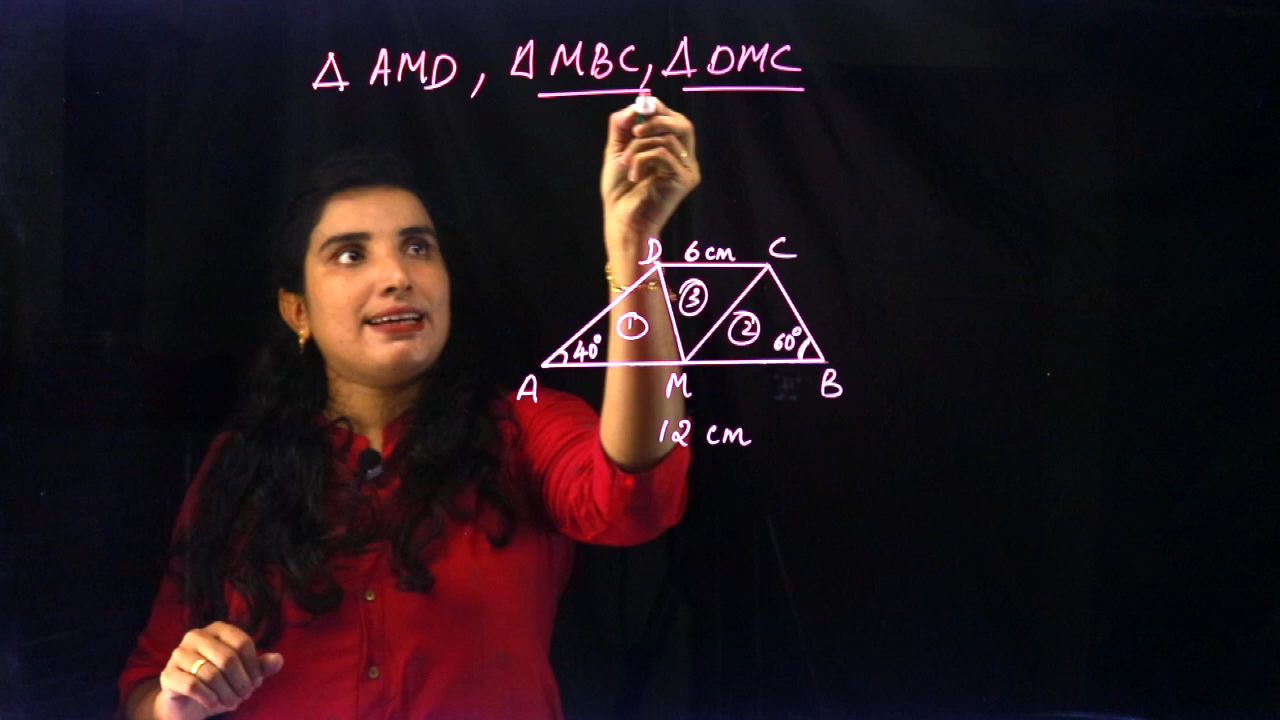 Δ AMD, Δ MBC, Δ DMC
D 6 cm C
3
1 2
40° 60°
A M B
12 cm